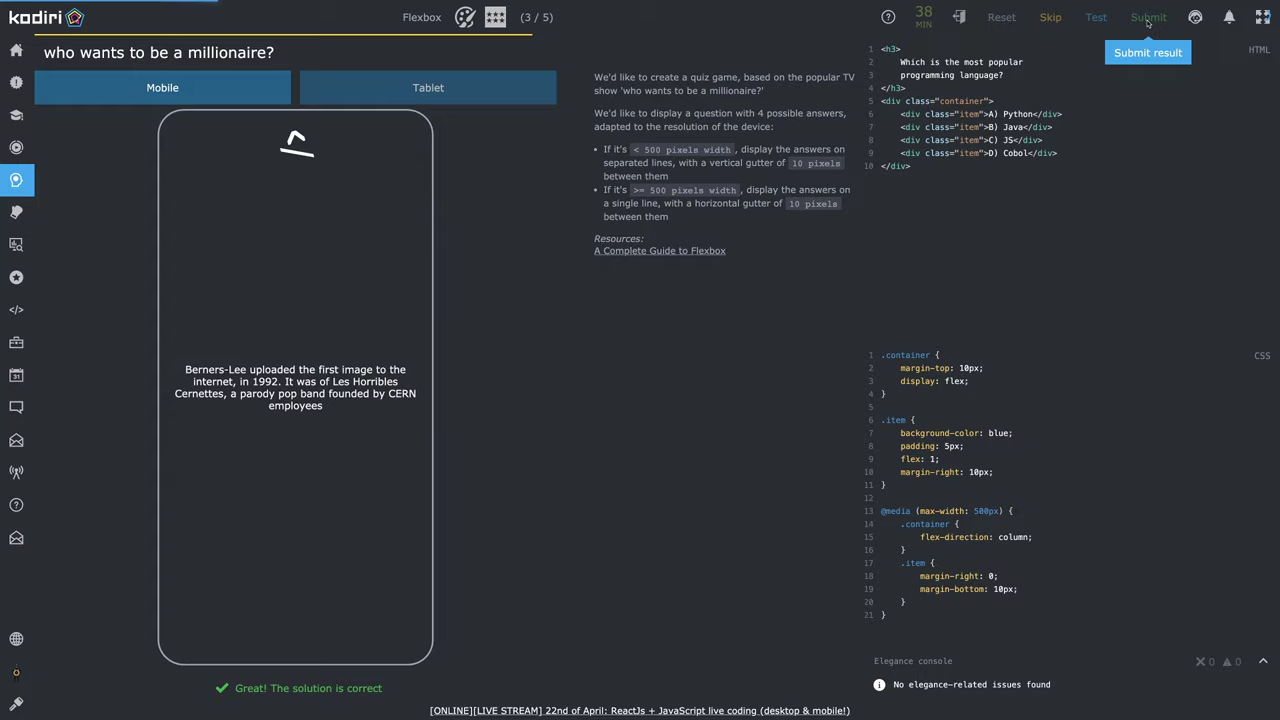 kodiri
Flexbox
(3 / 5)
38
MIN
Reset
Skip
Test
Submit
Submit result
who wants to be a millionaire?
Mobile
Tablet
Berners-Lee uploaded the first image to the
internet, in 1992. It was of Les Horribles
Cernettes, a parody pop band founded by CERN
employees
Great! The solution is correct
We'd like to create a quiz game, based on the popular TV
show 'who wants to be a millionaire?'
We'd like to display a question with 4 possible answers,
adapted to the resolution of the device:
• If it's < 500 pixels width, display the answers on
separated lines, with a vertical gutter of 10 pixels
between them
• If it's >= 500 pixels width, display the answers on
a single line, with a horizontal gutter of 10 pixels
between them
Resources:
A Complete Guide to Flexbox
HTML
1 <h3>
2 Which is the most popular
3 programming language?
4 </h3>
5 <div class="container">
6 <div class="item">A) Python</div>
7 <div class="item">B) Java</div>
8 <div class="item">C) JS</div>
9 <div class="item">D) Cobol</div>
10 </div>
CSS
1 .container {
2 margin-top: 10px;
3 display: flex;
4 }
5
6 .item {
7 background-color: blue;
8 padding: 5px;
9 flex: 1;
10 margin-right: 10px;
11 }
12
13 @media (max-width: 500px) {
14 .container {
15 flex-direction: column;
16 }
17 .item {
18 margin-right: 0;
19 margin-bottom: 10px;
20 }
21 }
Elegance console
0 0
No elegance-related issues found
[ONLINE][LIVE STREAM] 22nd of April: ReactJs + JavaScript live coding (desktop & mobile!)